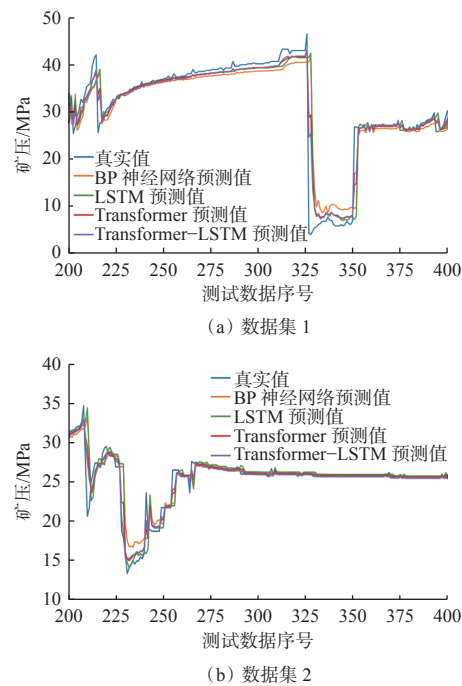 50
40
30
20
10
0
矿压/MPa
真实值
BP 神经网络预测值
LSTM 预测值
Transformer 预测值
Transformer−LSTM 预测值
200 225 250 275 300 325 350 375 400
测试数据序号
(a) 数据集 1
40
35
30
25
20
15
10
矿压/MPa
真实值
BP 神经网络预测值
LSTM 预测值
Transformer 预测值
Transformer−LSTM 预测值
200 225 250 275 300 325 350 375 400
测试数据序号
(b) 数据集 2